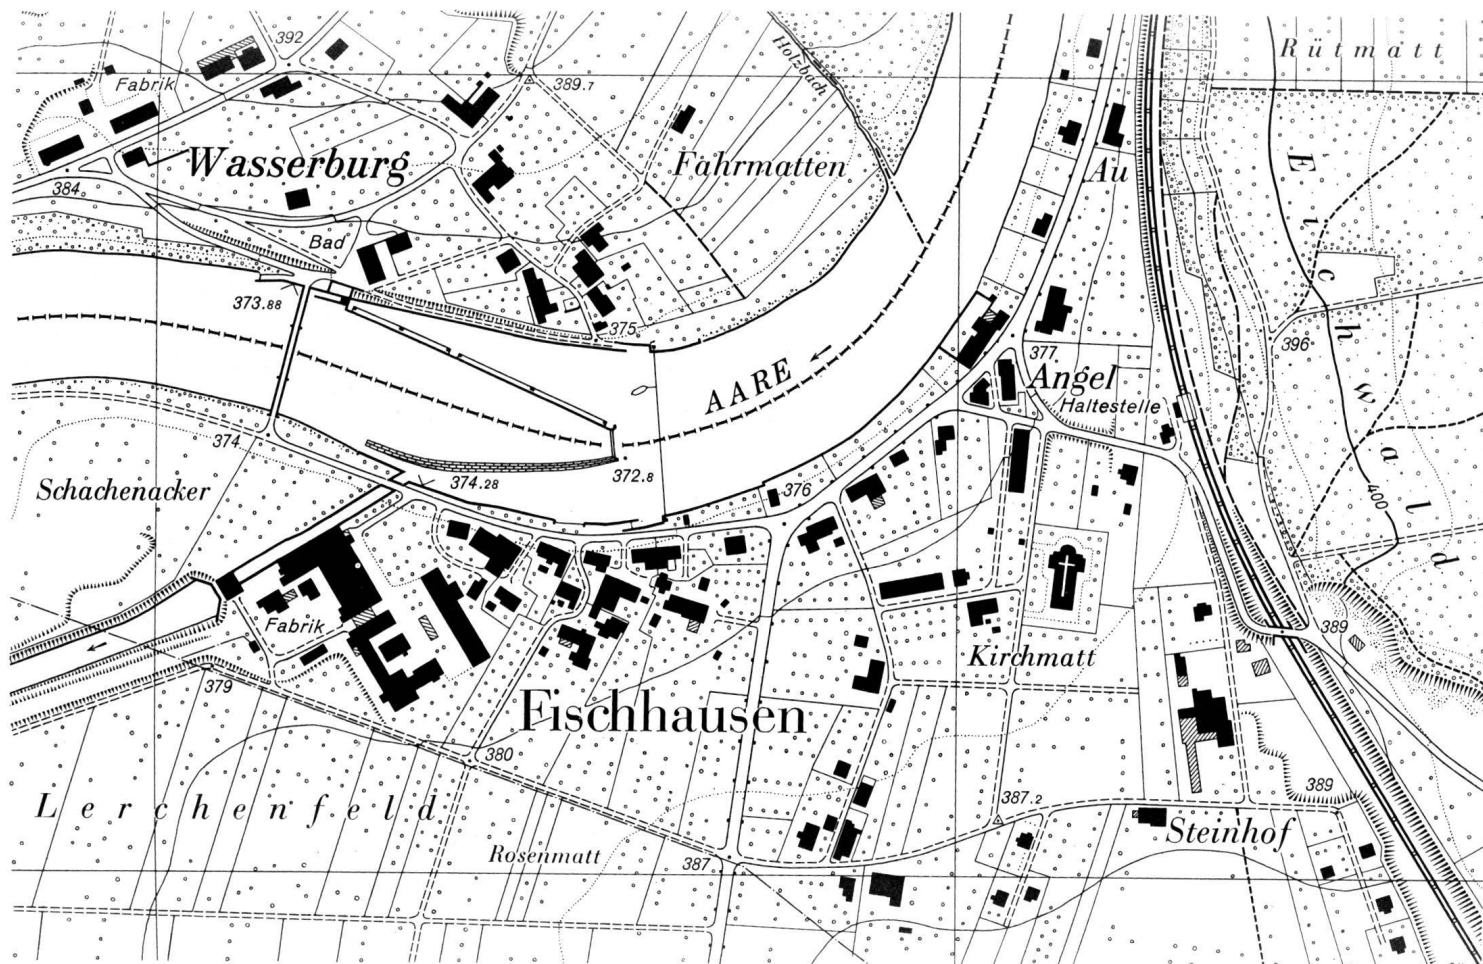 392
Rütmatt
Holzbach
Fabrik
389.7
Wasserburg
Fahrmatten
Au
Eichwald
384
Bad
373.88
375
377
396
AARE
Angel
Haltestelle
374
Schachenacker
374.28
372.8
376
400
Fabrik
389
Kirchmatt
379
Fischhausen
380
389
387.2
Lerchenfeld
Steinhof
Rosenmatt
387